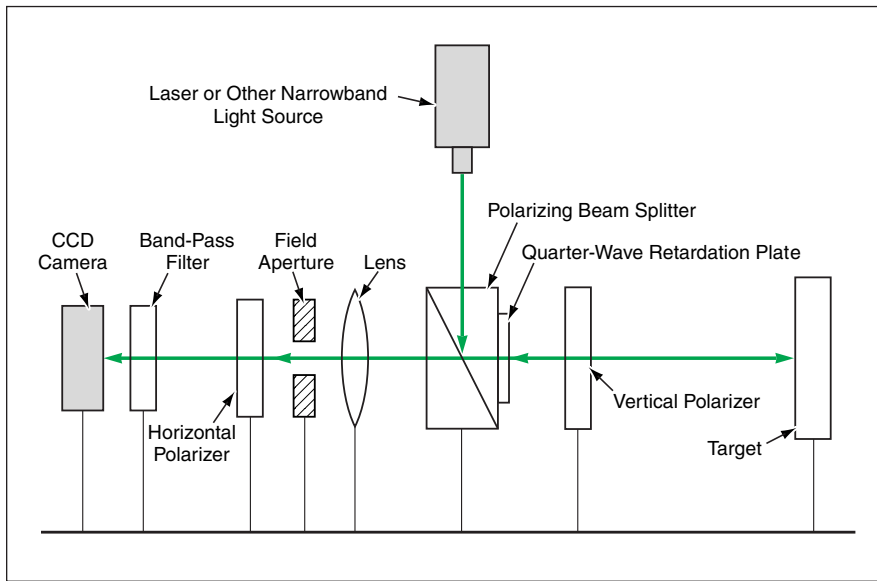 Laser or Other Narrowband
Light Source
Polarizing Beam Splitter
Quarter-Wave Retardation Plate
CCD
Camera
Band-Pass
Filter
Field
Aperture
Lens
Horizontal
Polarizer
Vertical Polarizer
Target